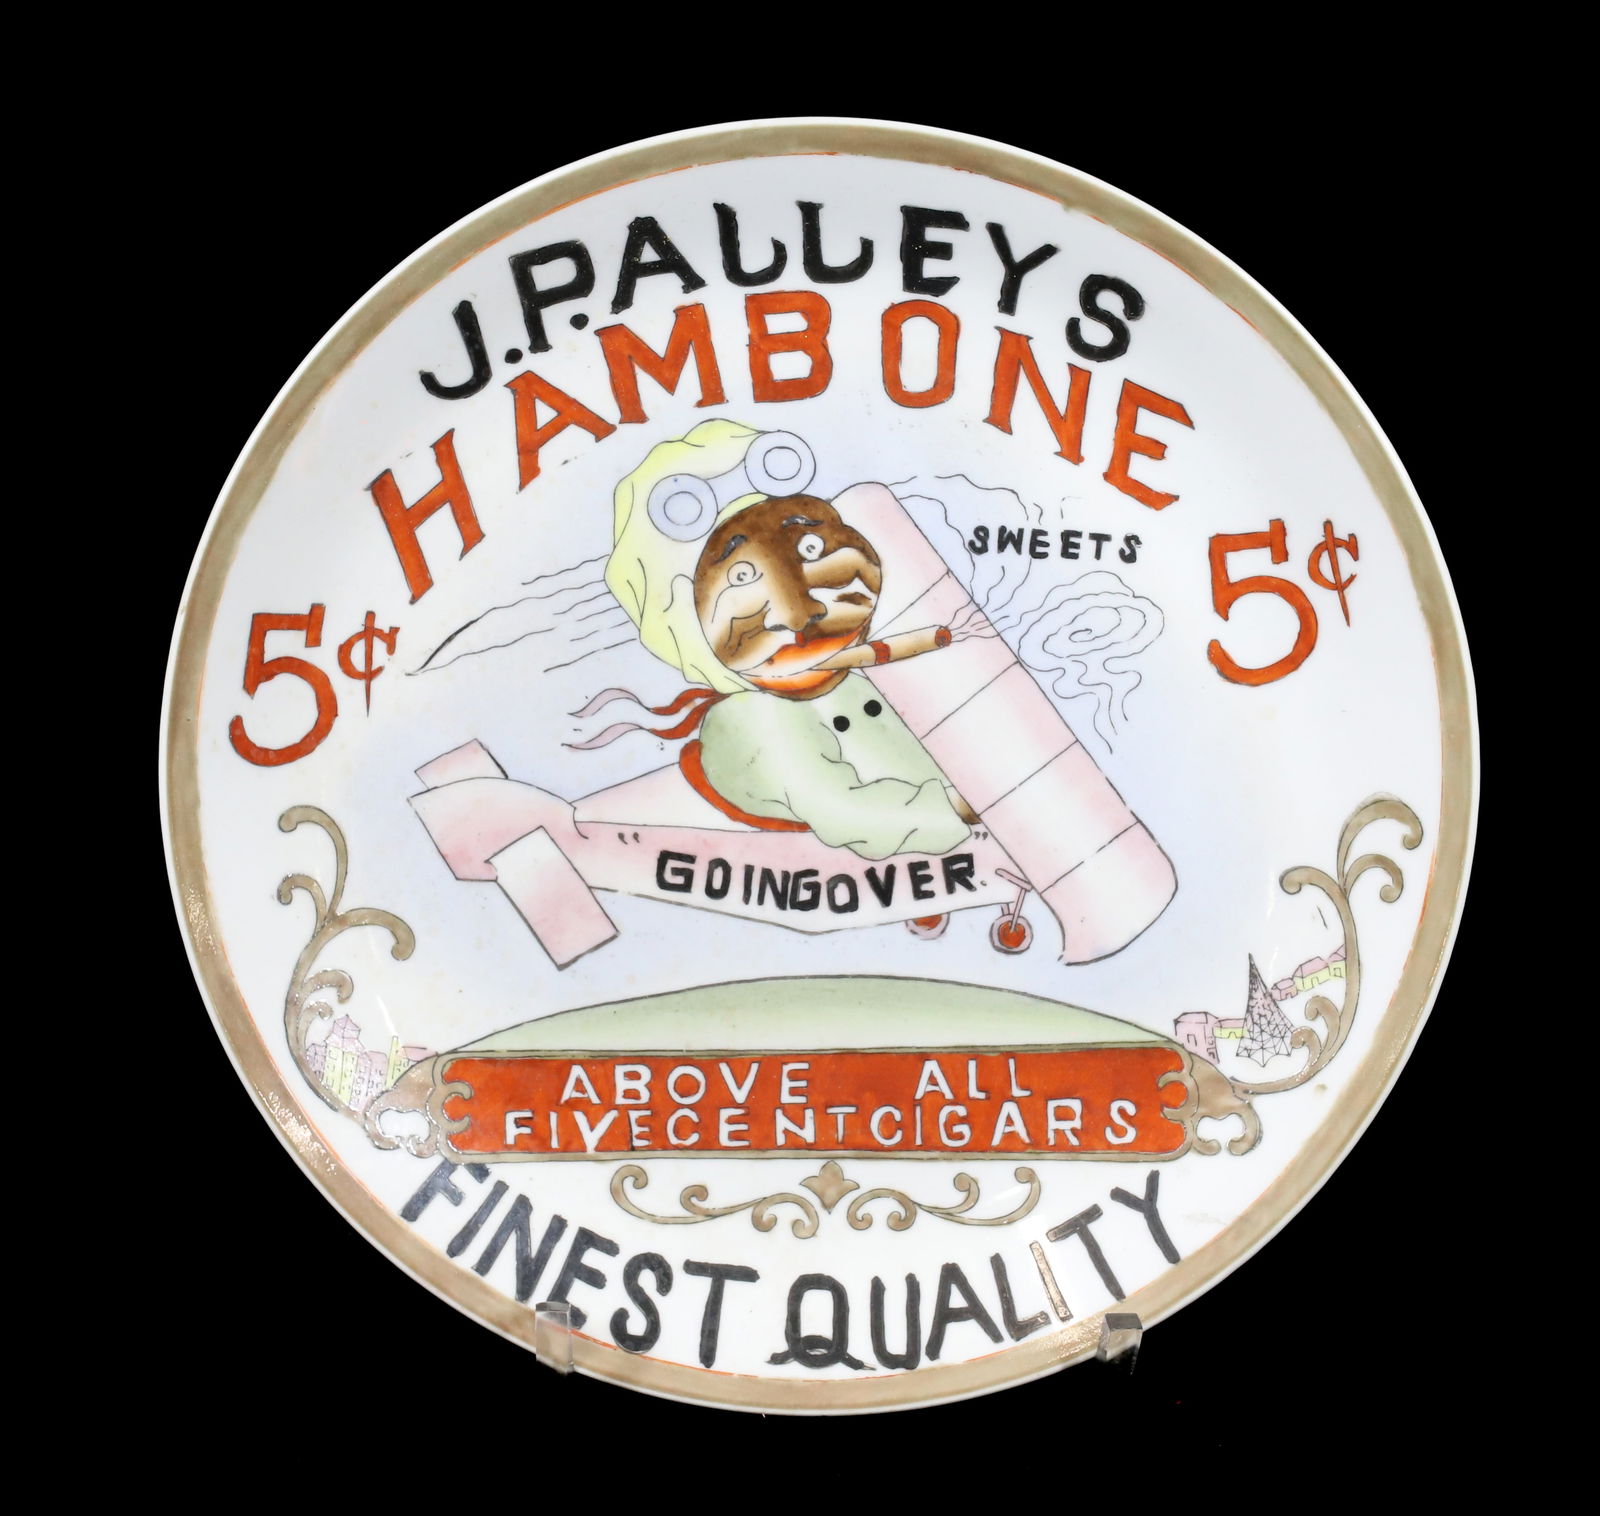 J.P.ALLEYS
HAMBONE
SWEETS
5¢
5¢
"GOINGOVER."
ABOVE ALL
FIVECENTCIGARS
FINEST QUALITY